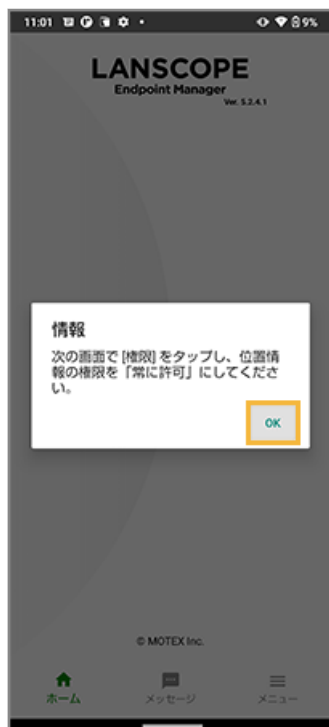 11:01 9%
LANSCOPE
Endpoint Manager
Ver. 5.2.4.1
情報
次の画面で [権限] をタップし、位置情
報の権限を「常に許可」にしてくださ
い。
OK
© MOTEX Inc.
ホーム メッセージ メニュー